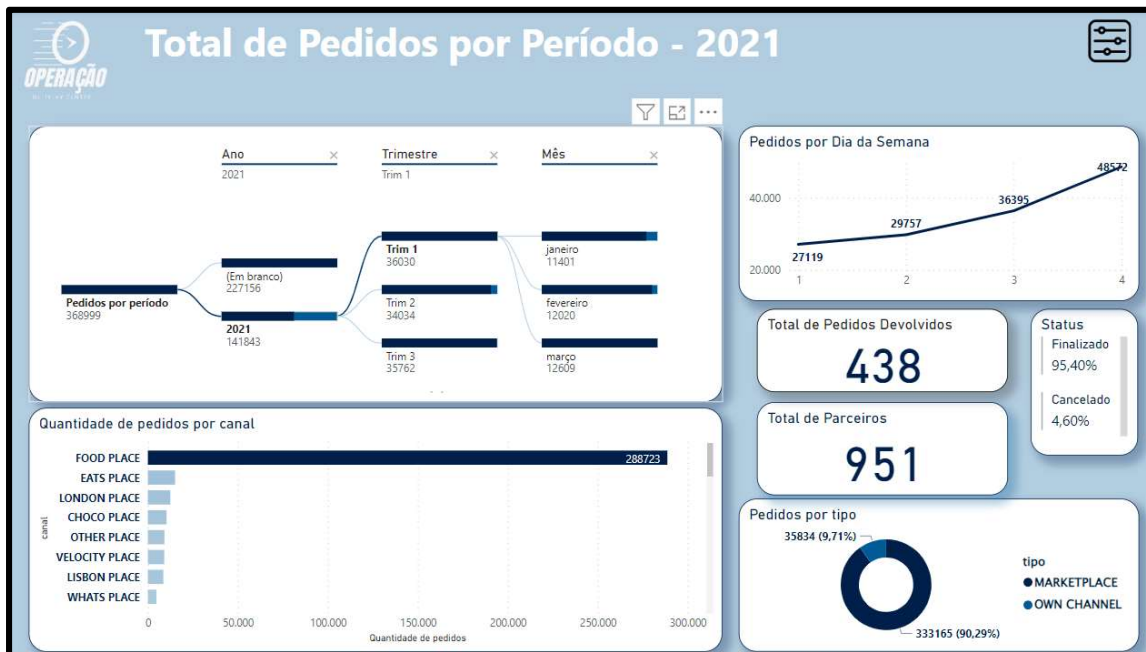 Total de Pedidos por Período - 2021
OPERAÇÃO
Ano
2021
Trimestre
Trim 1
Mês
Pedidos por período
368999
(Em branco)
227156
2021
141843
Trim 1
36030
Trim 2
34034
Trim 3
35762
janeiro
11401
fevereiro
12020
março
12609
Pedidos por Dia da Semana
40.000
20.000
27119
29757
36395
48572
1 2 3 4
Total de Pedidos Devolvidos
438
Status
Finalizado
95,40%
Cancelado
4,60%
Total de Parceiros
951
Quantidade de pedidos por canal
canal
FOOD PLACE
288723
EATS PLACE
LONDON PLACE
CHOCO PLACE
OTHER PLACE
VELOCITY PLACE
LISBON PLACE
WHATS PLACE
0 50.000 100.000 150.000 200.000 250.000 300.000
Quantidade de pedidos
Pedidos por tipo
35834 (9,71%)
333165 (90,29%)
tipo
MARKETPLACE
OWN CHANNEL